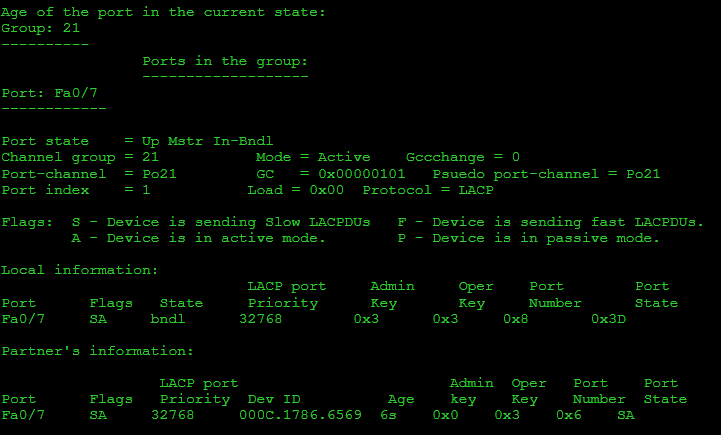 Age of the port in the current state:
Group: 21
----------
Ports in the group:
-------------------
Port: Fa0/7
------------
Port state    = Up Mstr In-Bndl
Channel group = 21            Mode = Active    Gccchange = 0
Port-channel  = Po21          GC   = 0x00000101   Psuedo port-channel = Po21
Port index    = 1            Load = 0x00  Protocol = LACP
Flags:  S - Device is sending Slow LACPDUs   F - Device is sending fast LACPDUs.
A - Device is in active mode.        P - Device is in passive mode.
Local information:
LACP port     Admin     Oper    Port        Port
Port      Flags   State     Priority      Key       Key     Number      State
Fa0/7     SA     bndl      32768        0x3      0x3     0x8       0x3D
Partner's information:
LACP port                        Admin  Oper   Port    Port
Port      Flags   Priority  Dev ID          Age    key    Key    Number  State
Fa0/7     SA     32768     000C.1786.6569  6s     0x0    0x3    0x6    SA